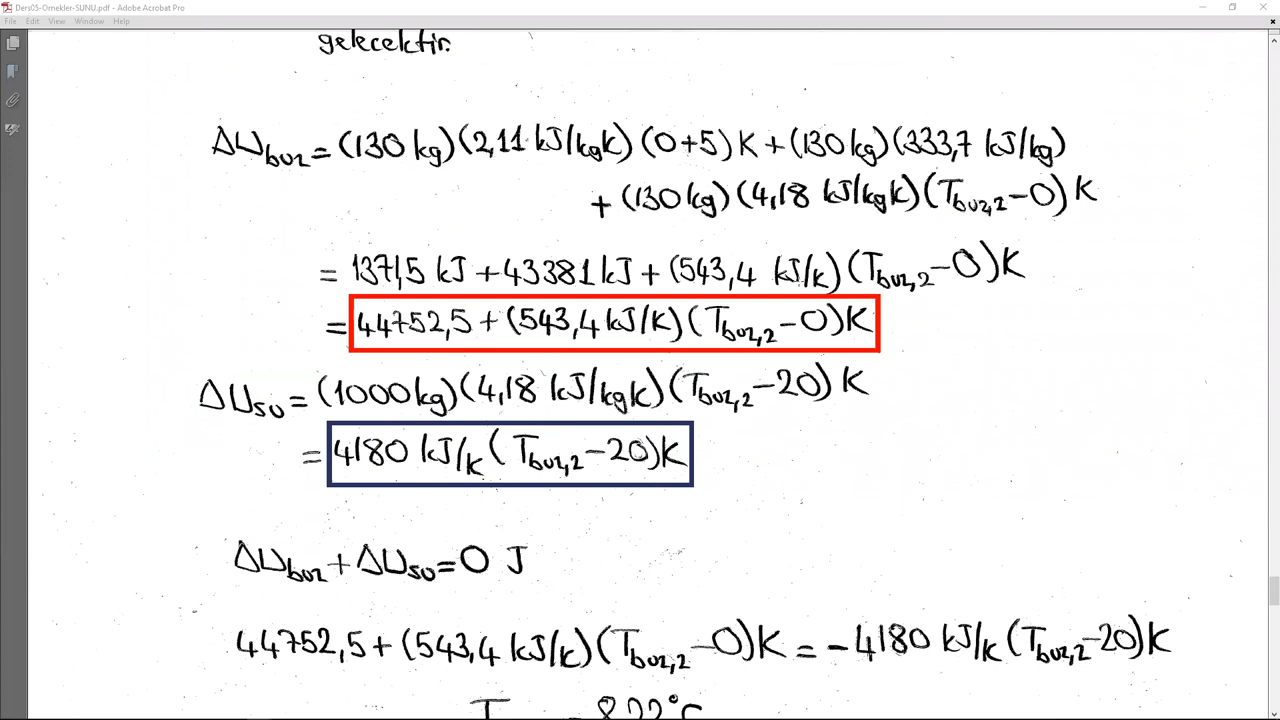 Ders05-Ornekler-SUNU.pdf - Adobe Acrobat Pro
File Edit View Window Help
gelecektir.
ΔU_buz = (130 kg)(2,11 kJ/kgK)(0+5)K + (130 kg)(333,7 kJ/kg)
+ (130 kg)(4,18 kJ/kgK)(T_buz,2 - 0)K
= 1371,5 kJ + 43381 kJ + (543,4 kJ/K)(T_buz,2 - 0)K
= 44752,5 + (543,4 kJ/K)(T_buz,2 - 0)K
ΔU_su = (1000 kg)(4,18 kJ/kgK)(T_buz,2 - 20)K
= 4180 kJ/K (T_buz,2 - 20)K
ΔU_buz + ΔU_su = 0 J
44752,5 + (543,4 kJ/K)(T_buz,2 - 0)K = -4180 kJ/K (T_buz,2 - 20)K